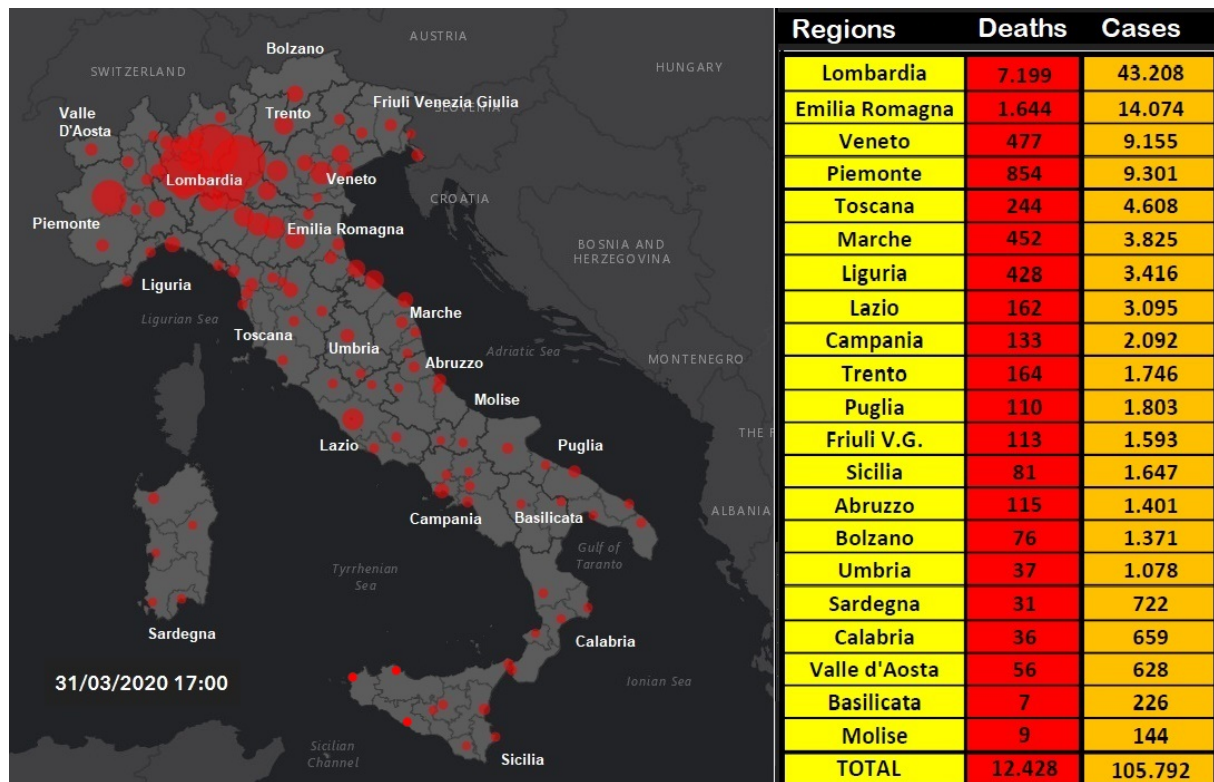 AUSTRIA
Bolzano
HUNGARY
SWITZERLAND
Friuli Venezia Giulia
SLOVENIA
Valle
D'Aosta
Trento
Lombardia
Veneto
CROATIA
Piemonte
Emilia Romagna
BOSNIA AND
HERZEGOVINA
Liguria
Ligurian Sea
Marche
Toscana
Umbria
Adriatic Sea
MONTENEGRO
Abruzzo
Molise
THE
Lazio
Puglia
Campania
Basilicata
ALBANIA
Gulf of
Taranto
Tyrrhenian
Sea
Sardegna
Calabria
31/03/2020 17:00
Ionian Sea
Sicilian
Channel
Sicilia
Regions Deaths Cases
Lombardia 7.199 43.208
Emilia Romagna 1.644 14.074
Veneto 477 9.155
Piemonte 854 9.301
Toscana 244 4.608
Marche 452 3.825
Liguria 428 3.416
Lazio 162 3.095
Campania 133 2.092
Trento 164 1.746
Puglia 110 1.803
Friuli V.G. 113 1.593
Sicilia 81 1.647
Abruzzo 115 1.401
Bolzano 76 1.371
Umbria 37 1.078
Sardegna 31 722
Calabria 36 659
Valle d'Aosta 56 628
Basilicata 7 226
Molise 9 144
TOTAL 12.428 105.792